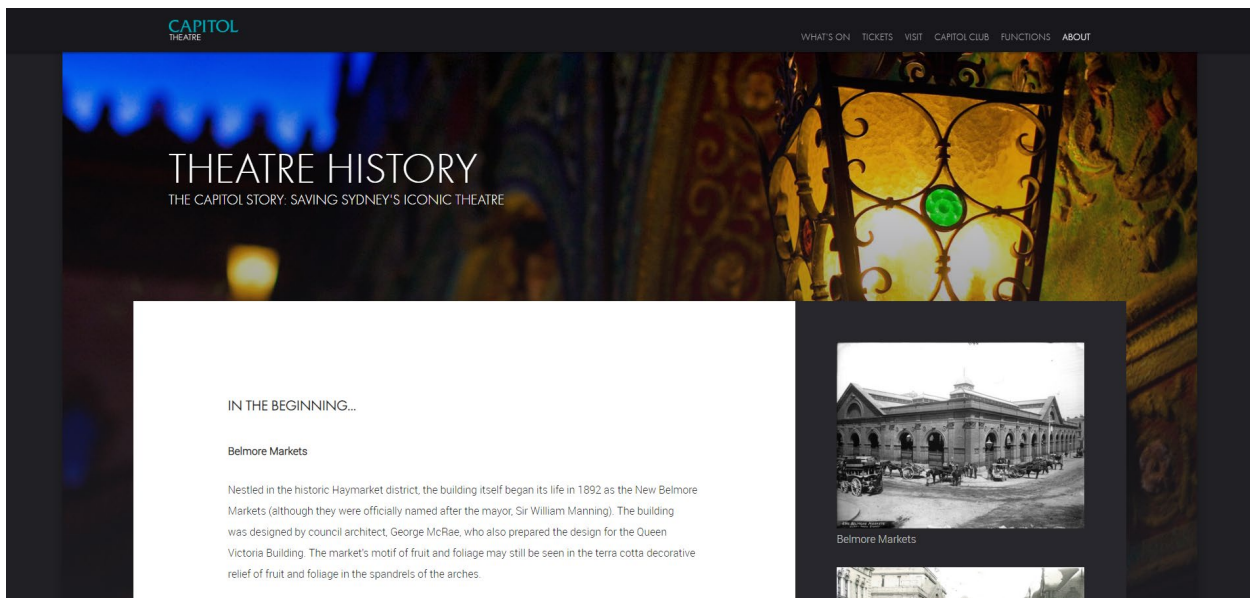 CAPITOL
THEATRE
WHAT'S ON TICKETS VISIT CAPITOL CLUB FUNCTIONS ABOUT
THEATRE HISTORY
THE CAPITOL STORY: SAVING SYDNEY'S ICONIC THEATRE
IN THE BEGINNING...
Belmore Markets
Nestled in the historic Haymarket district, the building itself began its life in 1892 as the New Belmore
Markets (although they were officially named after the mayor, Sir William Manning). The building
was designed by council architect, George McRae, who also prepared the design for the Queen
Victoria Building. The market's motif of fruit and foliage may still be seen in the terra cotta decorative
relief of fruit and foliage in the spandrels of the arches.
Belmore Markets